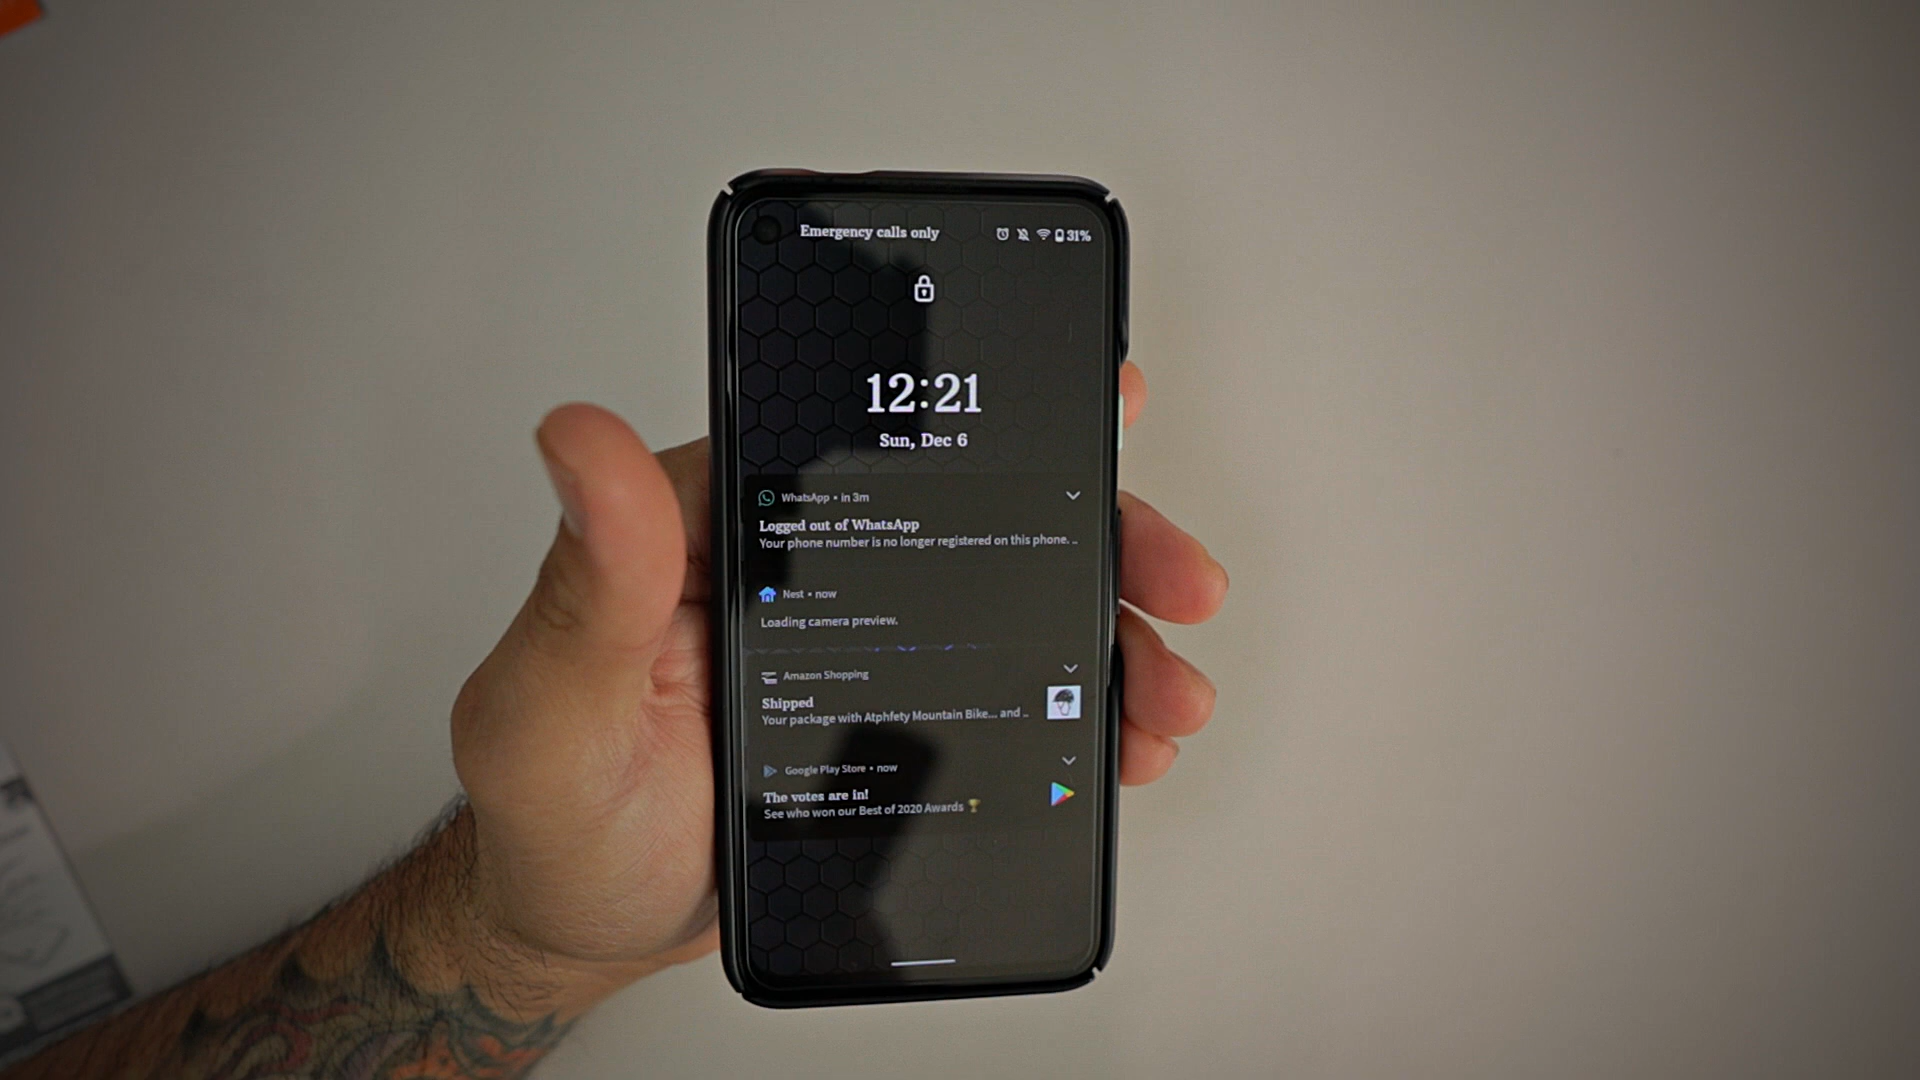 Emergency calls only
31%
12:21
Sun, Dec 6
WhatsApp • in 3m
Logged out of WhatsApp
Your phone number is no longer registered on this phone. ..
Nest • now
Loading camera preview.
Amazon Shopping
Shipped
Your package with Atphfety Mountain Bike... and ..
Google Play Store • now
The votes are in!
See who won our Best of 2020 Awards 🏆